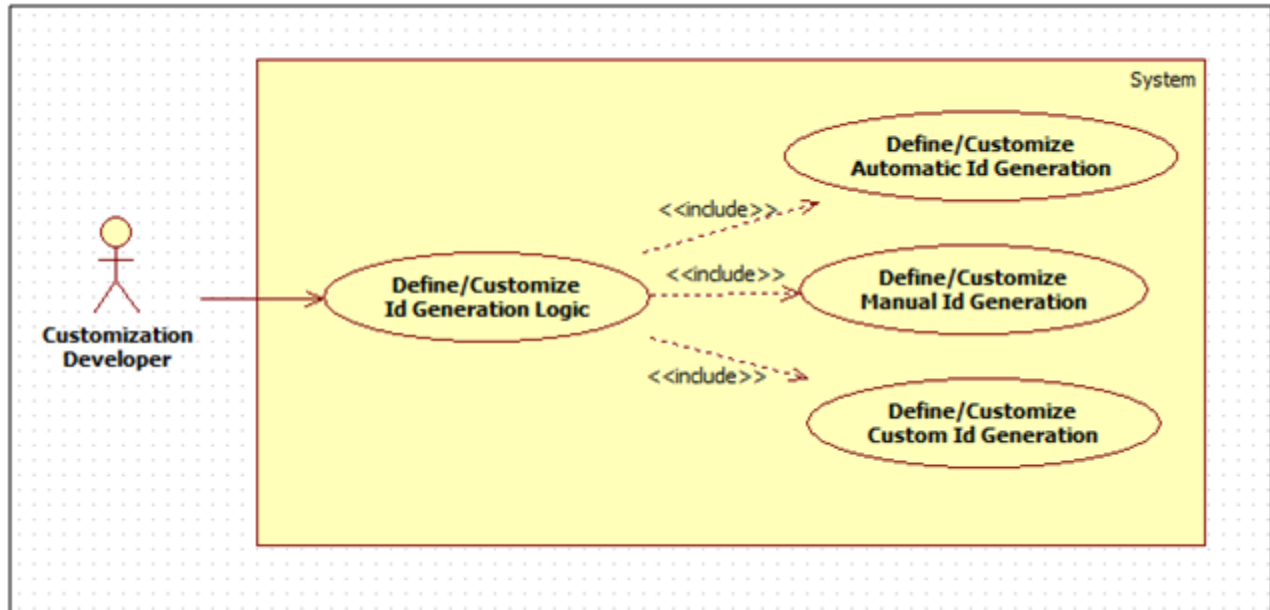 System
Define/Customize
Automatic Id Generation
<<include>>
<<include>>
Define/Customize
Manual Id Generation
Define/Customize
Id Generation Logic
Customization
Developer
<<include>>
Define/Customize
Custom Id Generation